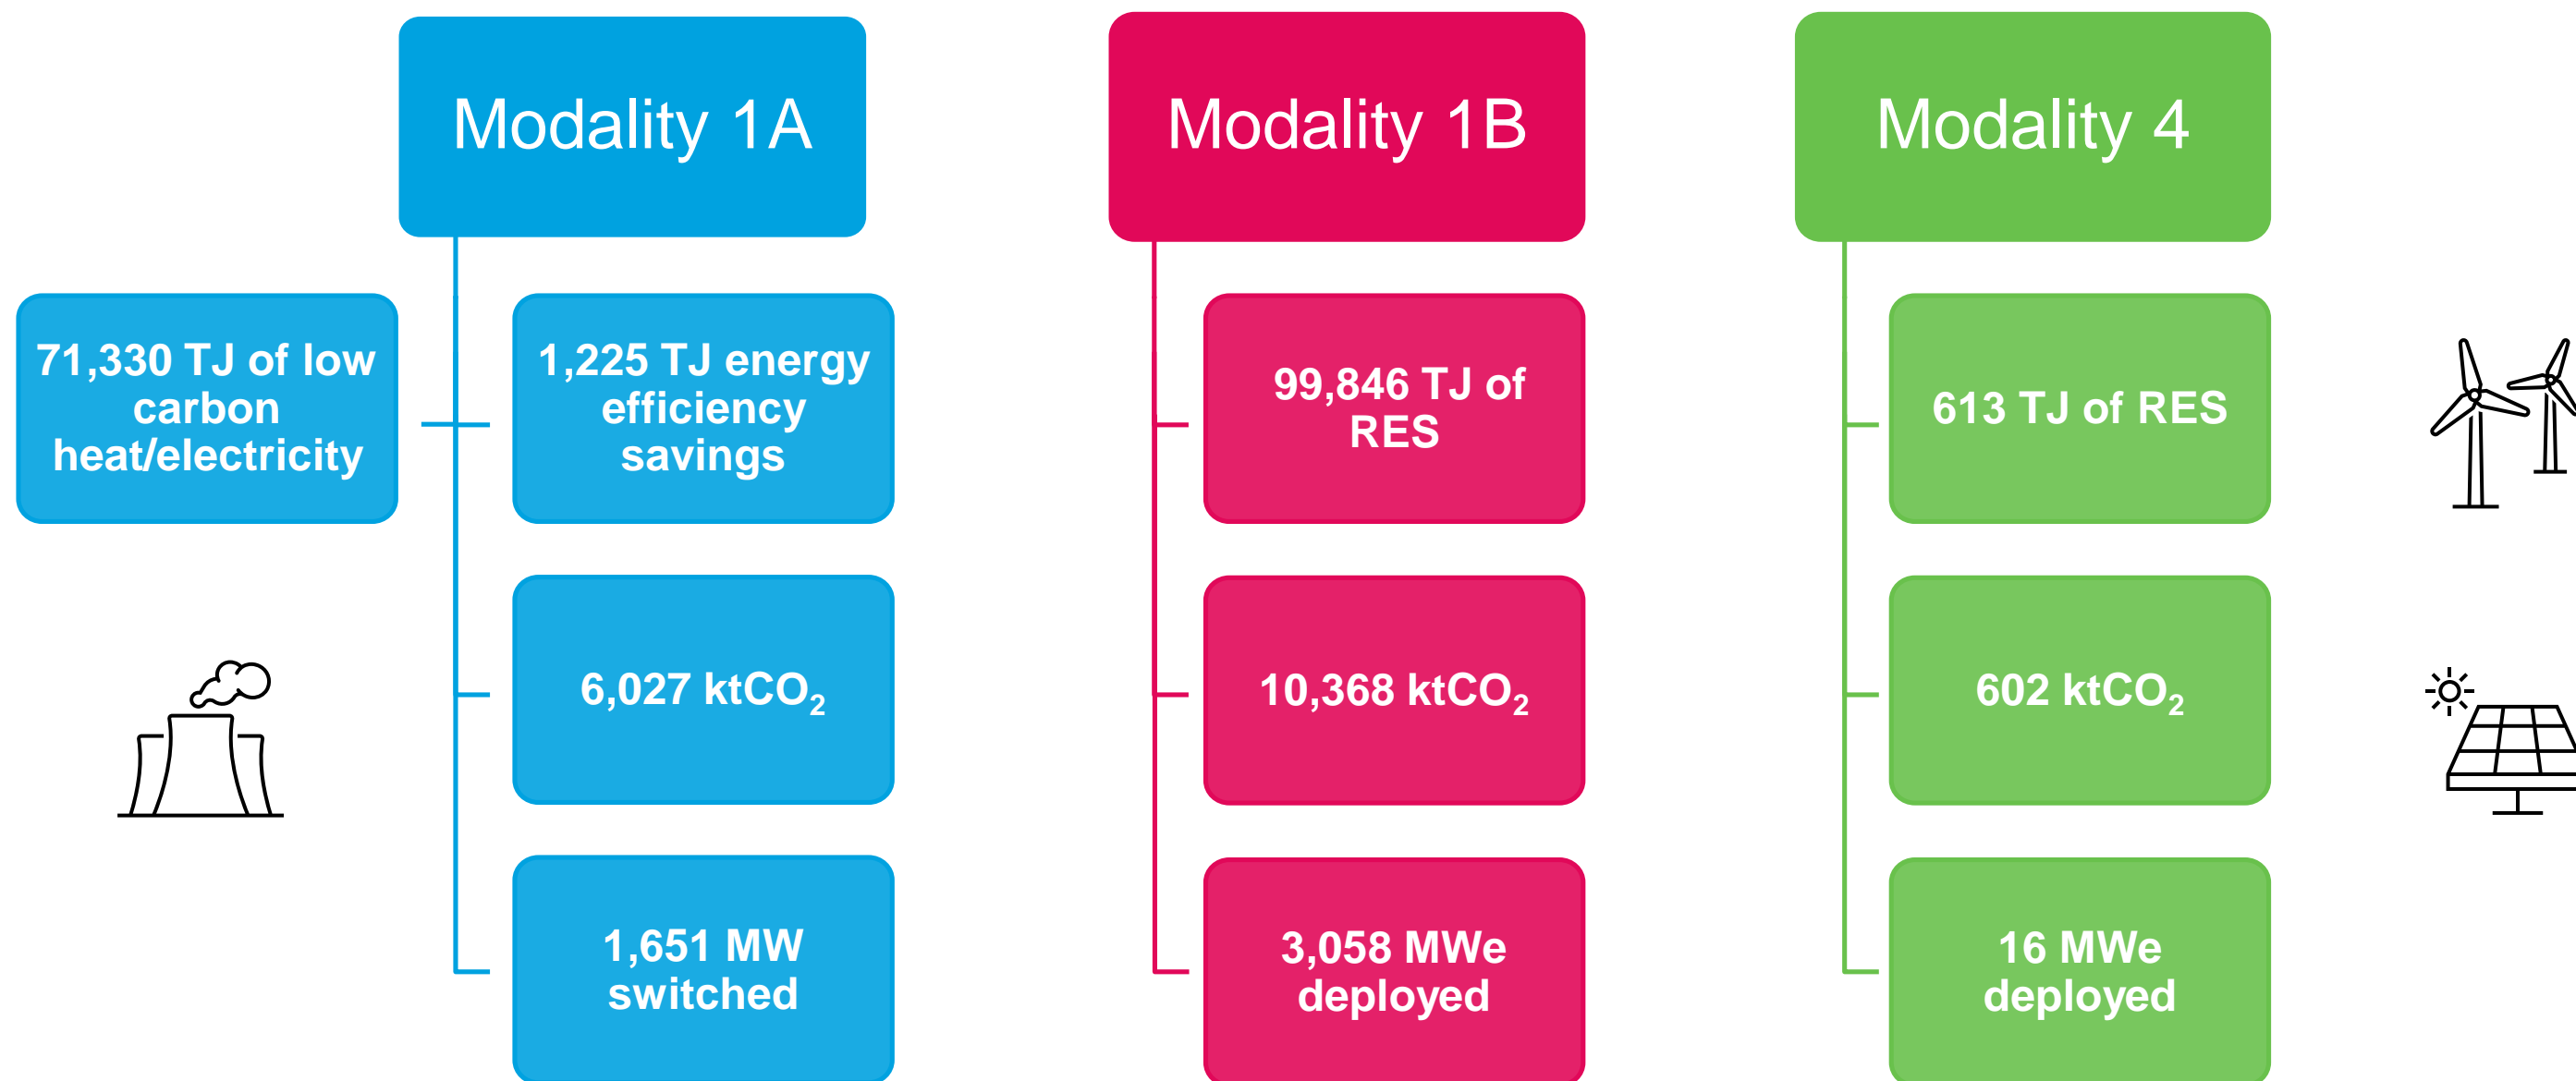 Modality 1A
71,330 TJ of low
carbon
heat/electricity
1,225 TJ energy
efficiency
savings
6,027 ktCO₂
1,651 MW
switched
Modality 1B
99,846 TJ of
RES
10,368 ktCO₂
3,058 MWe
deployed
Modality 4
613 TJ of RES
602 ktCO₂
16 MWe
deployed